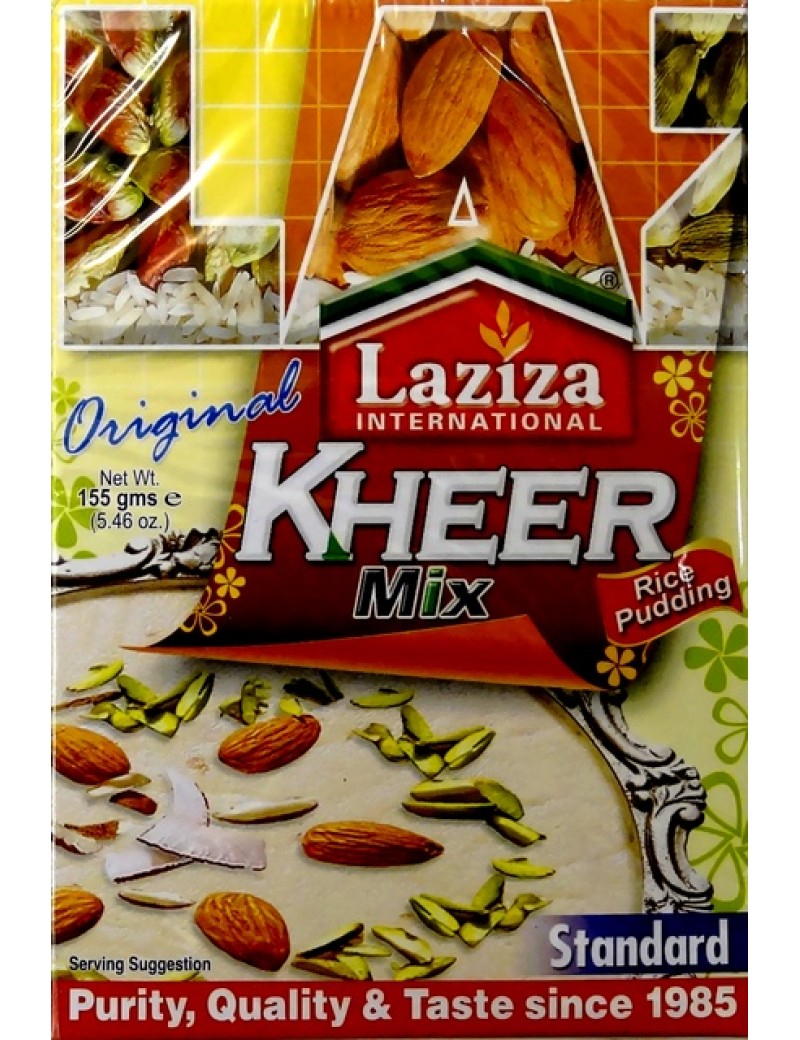 LAZ
®
Laziza
INTERNATIONAL
Original
Net Wt.
155 gms e
(5.46 oz.)
KHEER
Mix
Rice
Pudding
Standard
Serving Suggestion
Purity, Quality & Taste since 1985